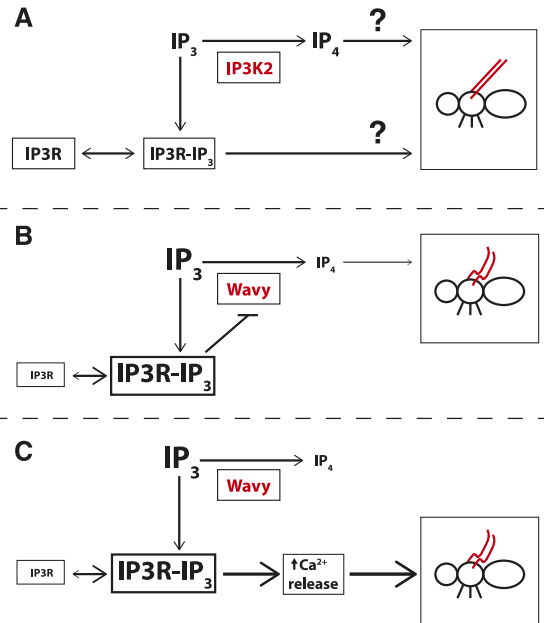 A
IP₃
IP₄
?
IP3K2
IP3R
IP3R-IP₃
?
B
IP₃
IP₄
Wavy
IP3R
IP3R-IP₃
C
IP₃
IP₄
Wavy
IP3R
IP3R-IP₃
↑Ca²⁺
release